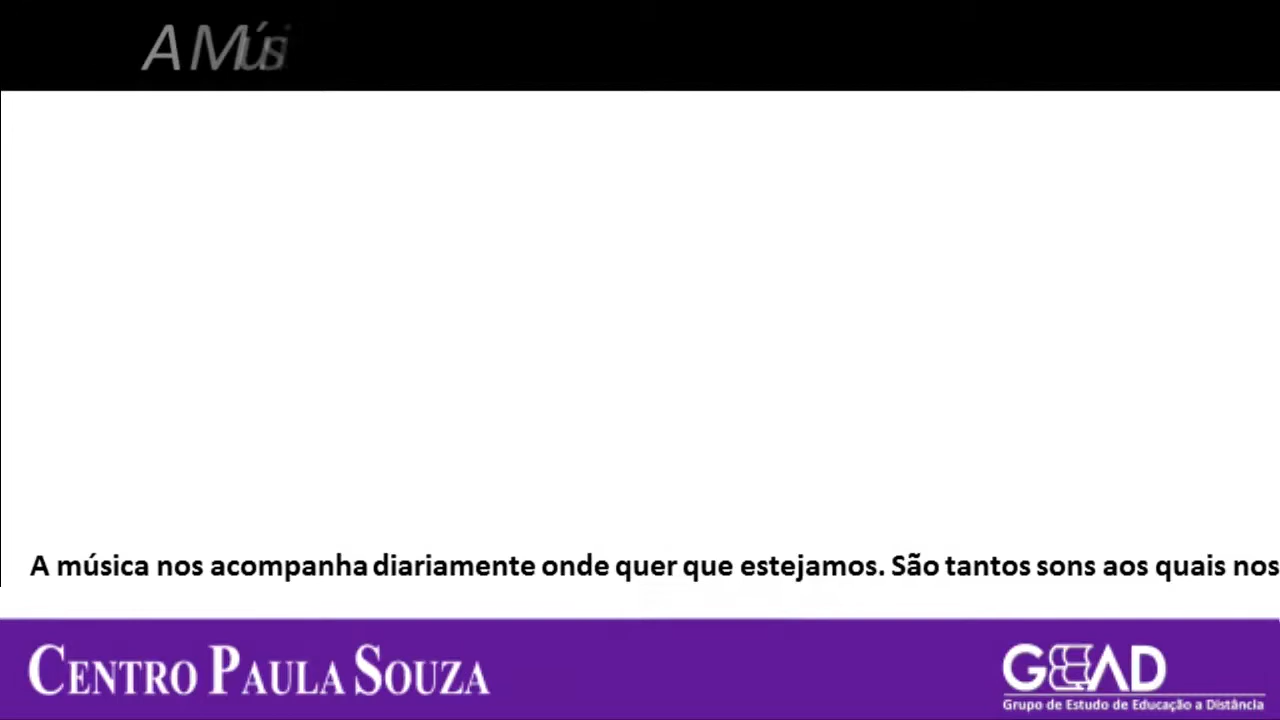 A Músi
A música nos acompanha diariamente onde quer que estejamos. São tantos sons aos quais nos
CENTRO PAULA SOUZA
GEAD
Grupo de Estudo de Educação a Distância